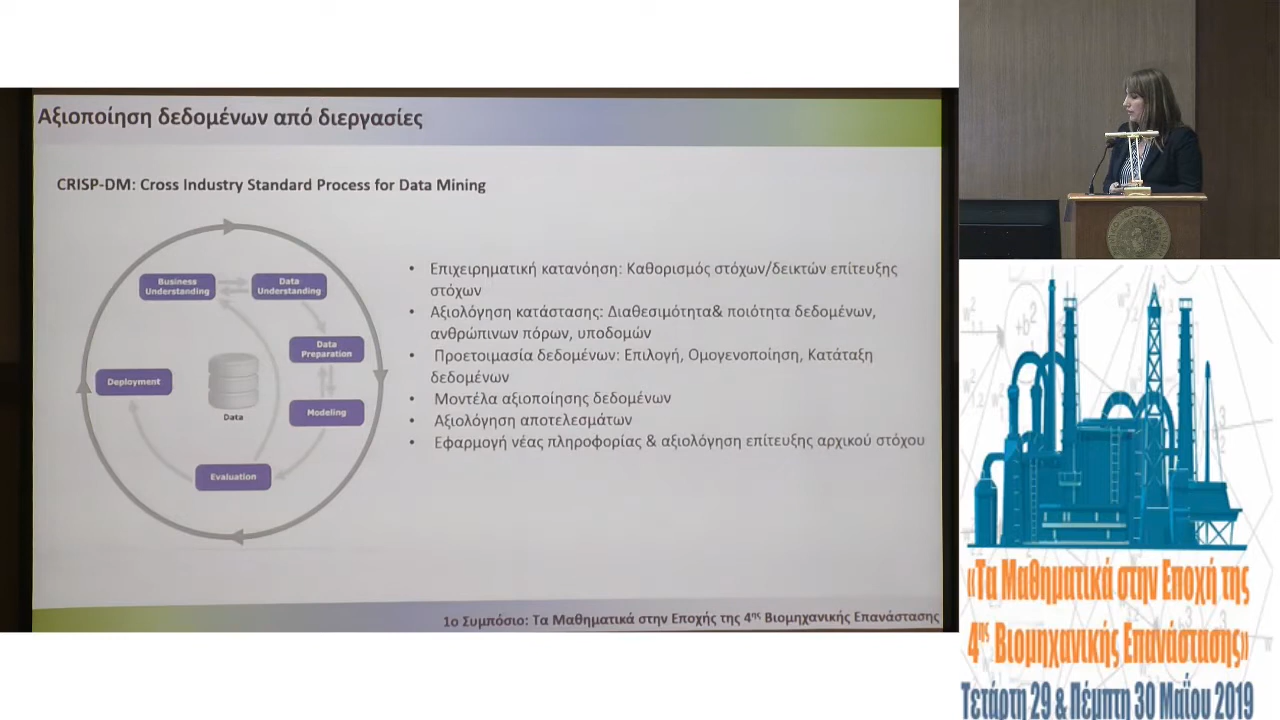 Αξιοποίηση δεδομένων από διεργασίες
CRISP-DM: Cross Industry Standard Process for Data Mining
Business
Understanding
Data
Understanding
Data
Preparation
Modeling
Evaluation
Deployment
Data
• Επιχειρηματική κατανόηση: Καθορισμός στόχων/δεικτών επίτευξης
στόχων
• Αξιολόγηση κατάστασης: Διαθεσιμότητα& ποιότητα δεδομένων,
ανθρώπινων πόρων, υποδομών
• Προετοιμασία δεδομένων: Επιλογή, Ομογενοποίηση, Κατάταξη
δεδομένων
• Μοντέλα αξιοποίησης δεδομένων
• Αξιολόγηση αποτελεσμάτων
• Εφαρμογή νέας πληροφορίας & αξιολόγηση επίτευξης αρχικού στόχου
1ο Συμπόσιο: Τα Μαθηματικά στην Εποχής της 4ης Βιομηχανικής Επανάστασης
«Τα Μαθηματικά στην Εποχή της
4ης Βιομηχανικής Επανάστασης»
Τετάρτη 29 & Πέμπτη 30 Μαΐου 2019